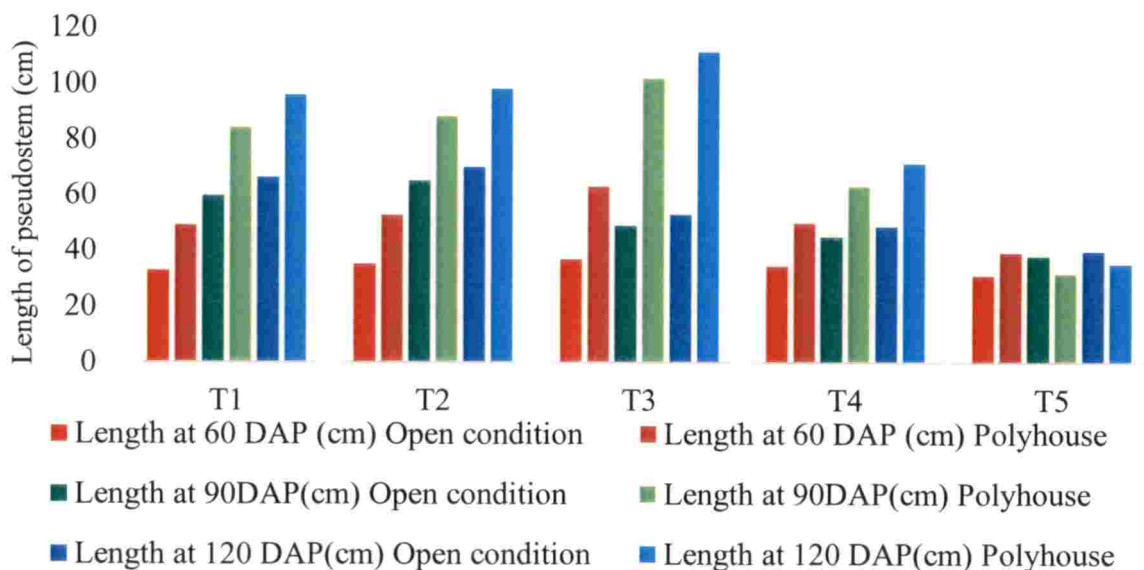 Length of pseudostem (cm)
120
100
80
60
40
20
0
T1 T2 T3 T4 T5
Length at 60 DAP (cm) Open condition
Length at 60 DAP (cm) Polyhouse
Length at 90DAP(cm) Open condition
Length at 90DAP(cm) Polyhouse
Length at 120 DAP(cm) Open condition
Length at 120 DAP(cm) Polyhouse